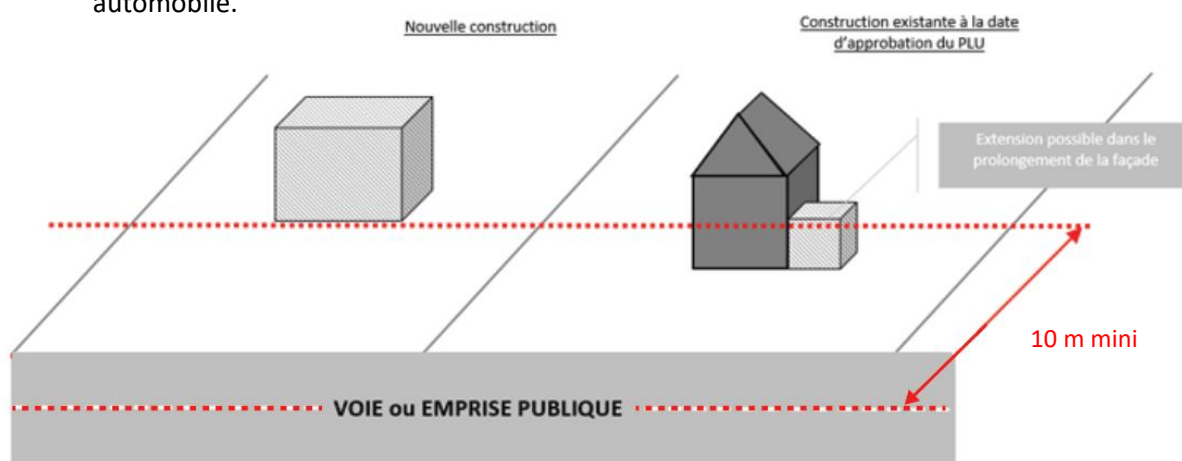 automobile.
Nouvelle construction
Construction existante à la date
d'approbation du PLU
Extension possible dans le
prolongement de la façade
10 m mini
VOIE ou EMPRISE PUBLIQUE